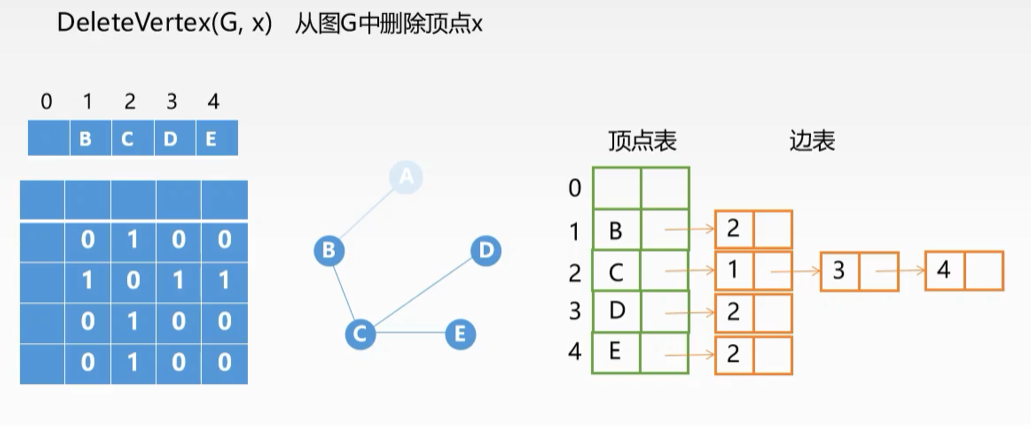 DeleteVertex(G, x) 从图G中删除顶点x
0 1 2 3 4
B C D E
0 1 0 0
1 0 1 1
0 1 0 0
0 1 0 0
A
B
D
C
E
顶点表 边表
0
1 B 2
2 C 1 3 4
3 D 2
4 E 2